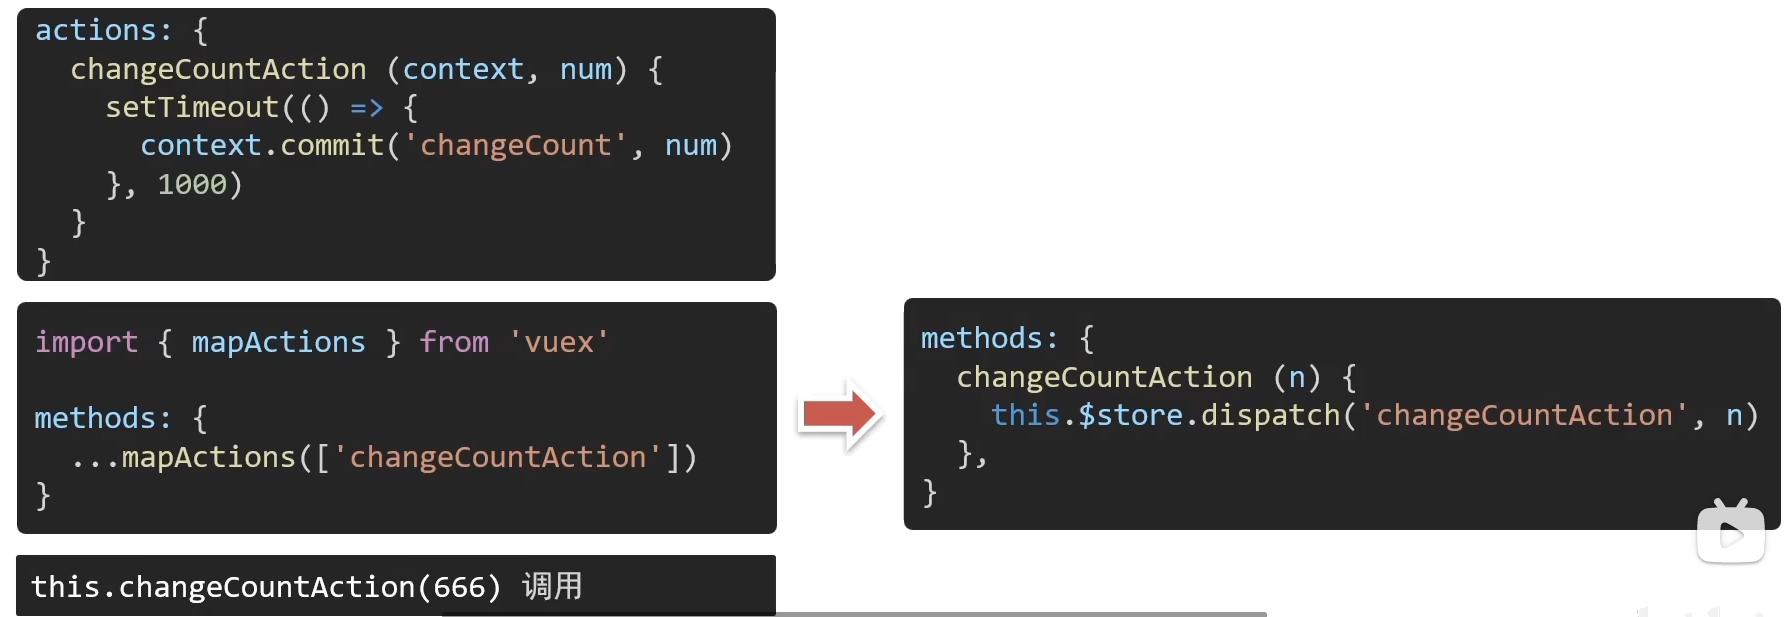 actions: {
  changeCountAction (context, num) {
    setTimeout(() => {
      context.commit('changeCount', num)
    }, 1000)
  }
}
import { mapActions } from 'vuex'
methods: {
  ...mapActions(['changeCountAction'])
}
methods: {
  changeCountAction (n) {
    this.$store.dispatch('changeCountAction', n)
  },
}
this.changeCountAction(666) 调用